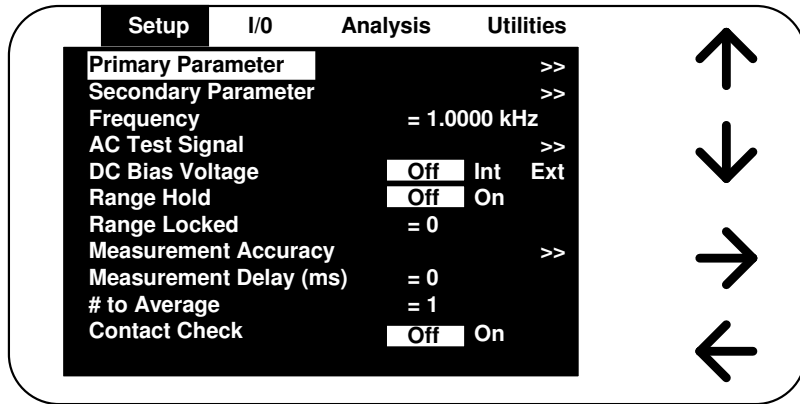 Setup I/0 Analysis Utilities
Primary Parameter >>
Secondary Parameter >>
Frequency = 1.0000 kHz
AC Test Signal >>
DC Bias Voltage Off Int Ext
Range Hold Off On
Range Locked = 0
Measurement Accuracy >>
Measurement Delay (ms) = 0
# to Average = 1
Contact Check Off On